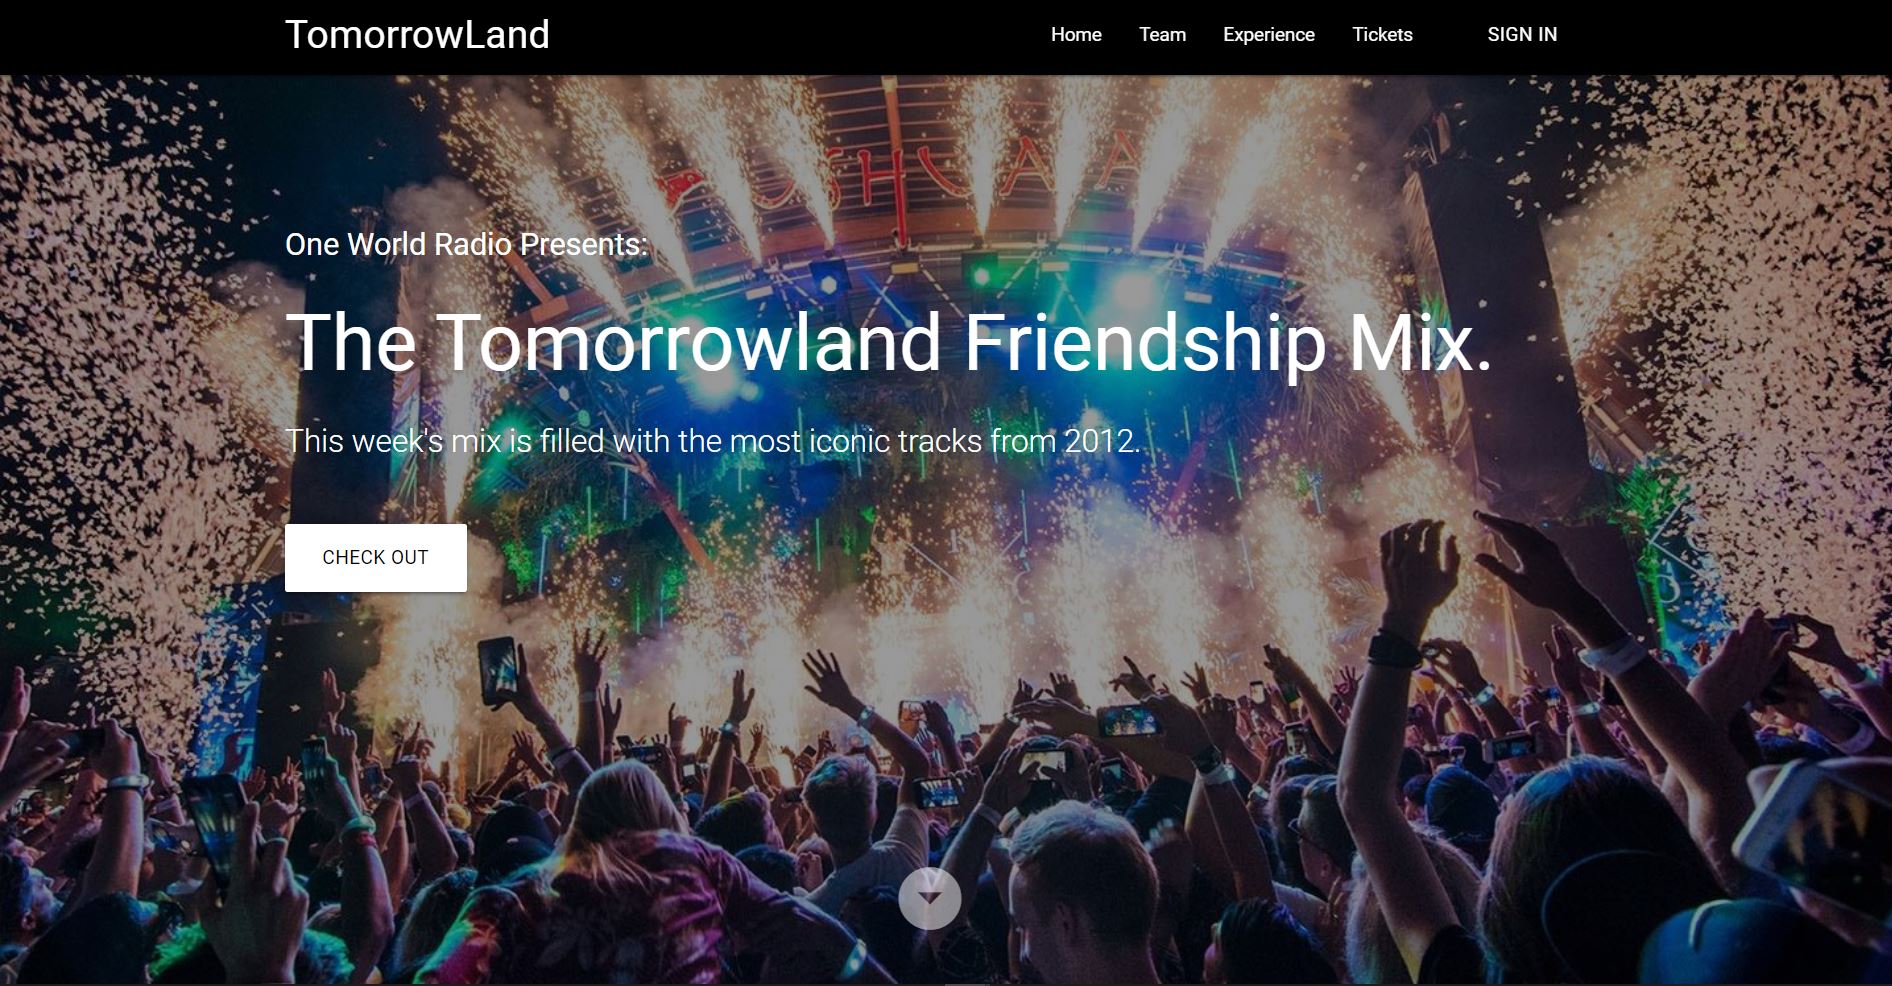 TomorrowLand
Home Team Experience Tickets SIGN IN
One World Radio Presents:
The Tomorrowland Friendship Mix.
This week's mix is filled with the most iconic tracks from 2012.
CHECK OUT